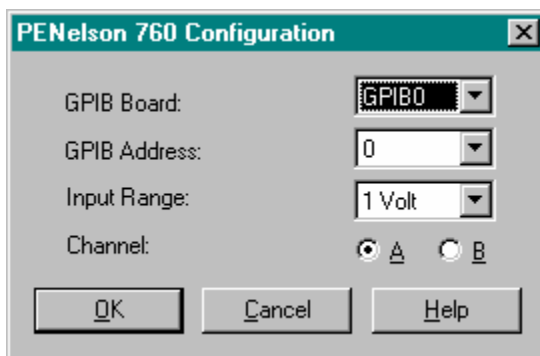 PENelson 760 Configuration
GPIB Board: GPIB0
GPIB Address: 0
Input Range: 1 Volt
Channel: A B
OK Cancel Help